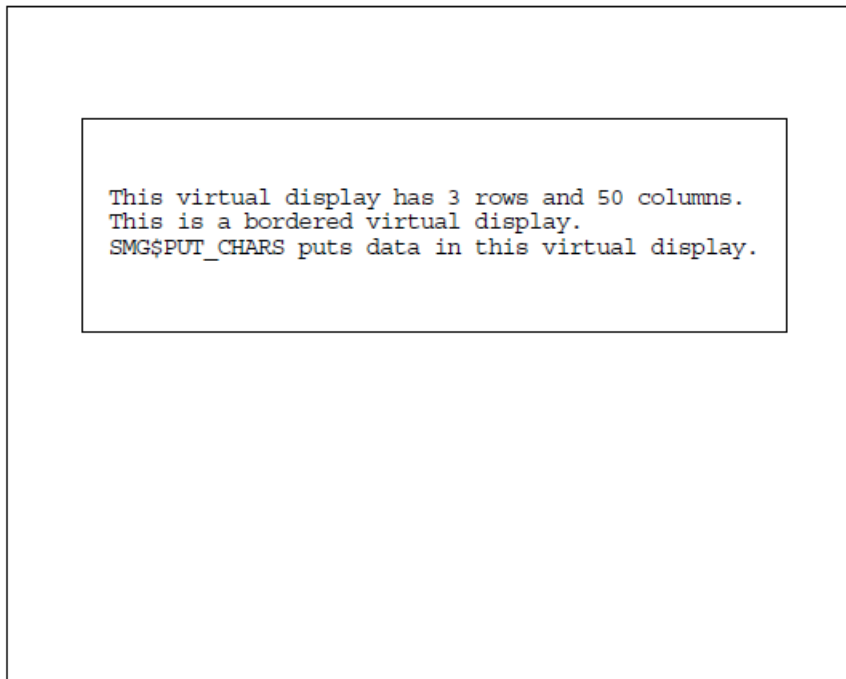 This virtual display has 3 rows and 50 columns.
This is a bordered virtual display.
SMG$PUT_CHARS puts data in this virtual display.